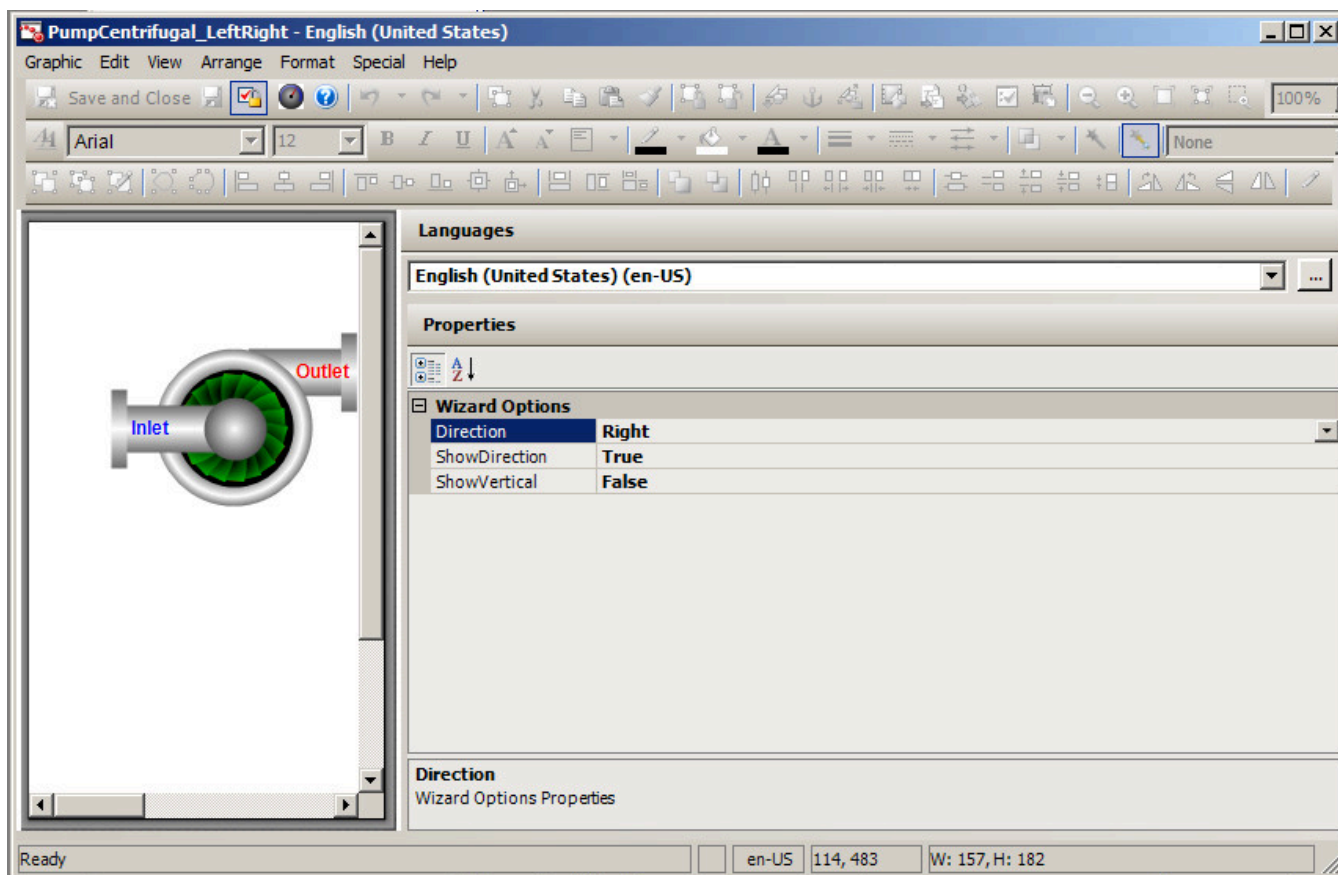 PumpCentrifugal_LeftRight - English (United States)
Graphic Edit View Arrange Format Special Help
Save and Close 100%
Arial 12 B I U A A A None
Languages
English (United States) (en-US) ...
Properties
Wizard Options
Direction Right
ShowDirection True
ShowVertical False
Outlet
Inlet
Direction
Wizard Options Properties
Ready en-US 114, 483 W: 157, H: 182